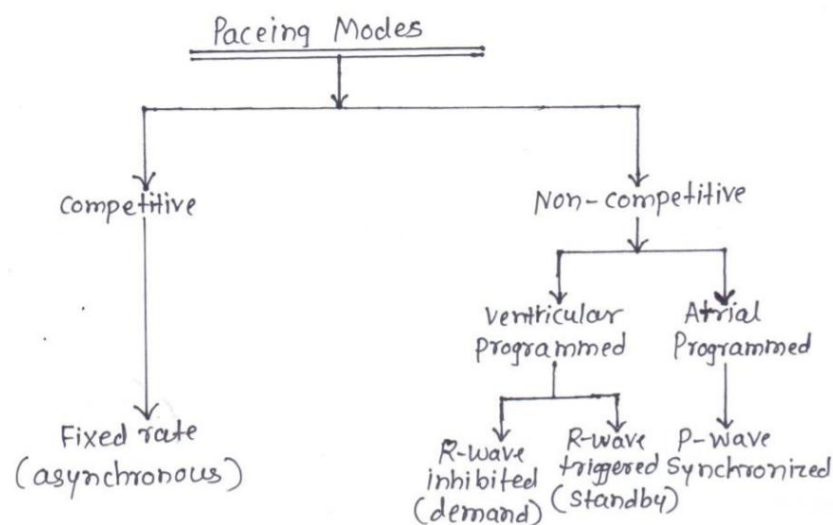 Paceing Modes
Competitive
Non-competitive
Ventricular
programmed
Atrial
Programmed
Fixed rate
(asynchronous)
R-wave
inhibited
(demand)
R-wave
triggered
(standby)
P-wave
Synchronized